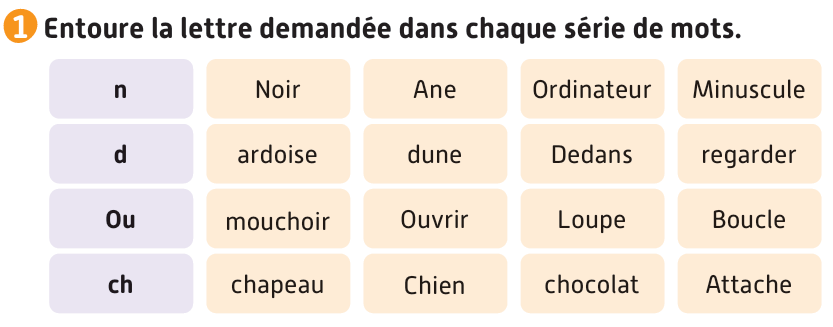 1 Entoure la lettre demandée dans chaque série de mots.
n Noir Ane Ordinateur Minuscule
d ardoise dune Dedans regarder
Ou mouchoir Ouvrir Loupe Boucle
ch chapeau Chien chocolat Attache